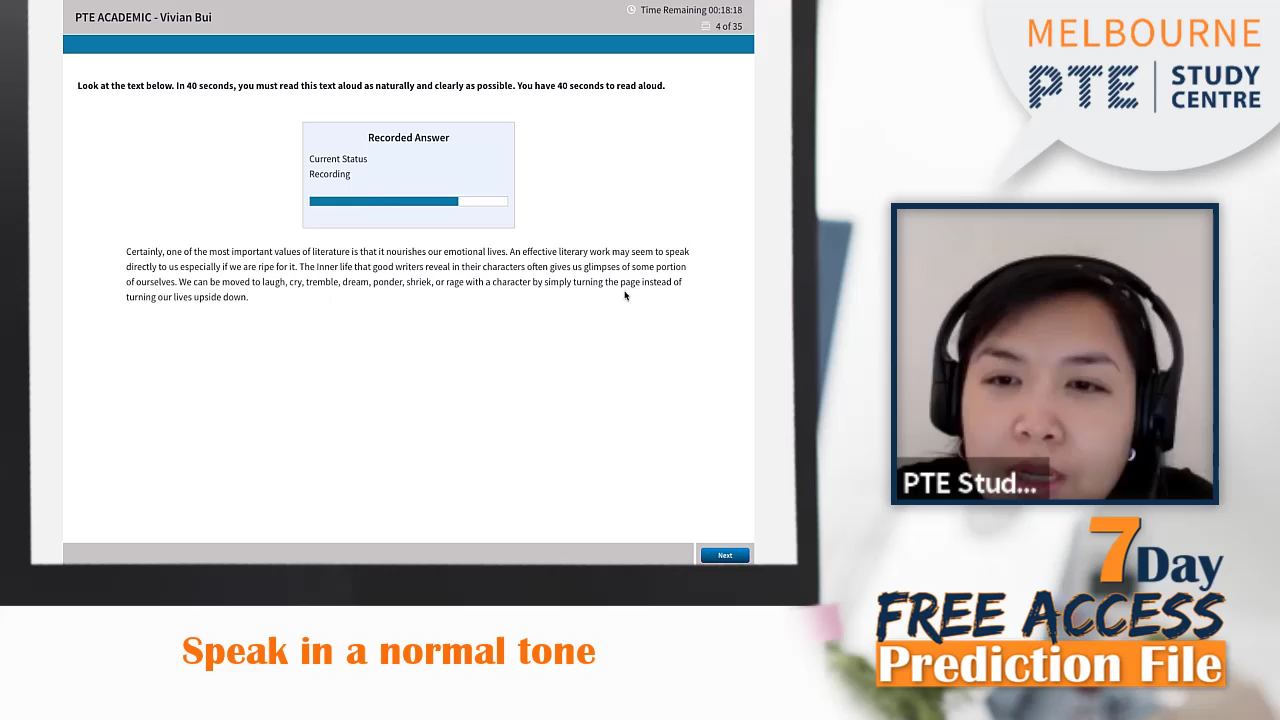 PTE ACADEMIC - Vivian Bui
Time Remaining 00:18:18
4 of 35
Look at the text below. In 40 seconds, you must read this text aloud as naturally and clearly as possible. You have 40 seconds to read aloud.
Recorded Answer
Current Status
Recording
Certainly, one of the most important values of literature is that it nourishes our emotional lives. An effective literary work may seem to speak
directly to us especially if we are ripe for it. The Inner life that good writers reveal in their characters often gives us glimpses of some portion
of ourselves. We can be moved to laugh, cry, tremble, dream, ponder, shriek, or rage with a character by simply turning the page instead of
turning our lives upside down.
Next
Speak in a normal tone
MELBOURNE
PTE STUDY
CENTRE
PTE Stud...
7Day
FREE ACCESS
Prediction File